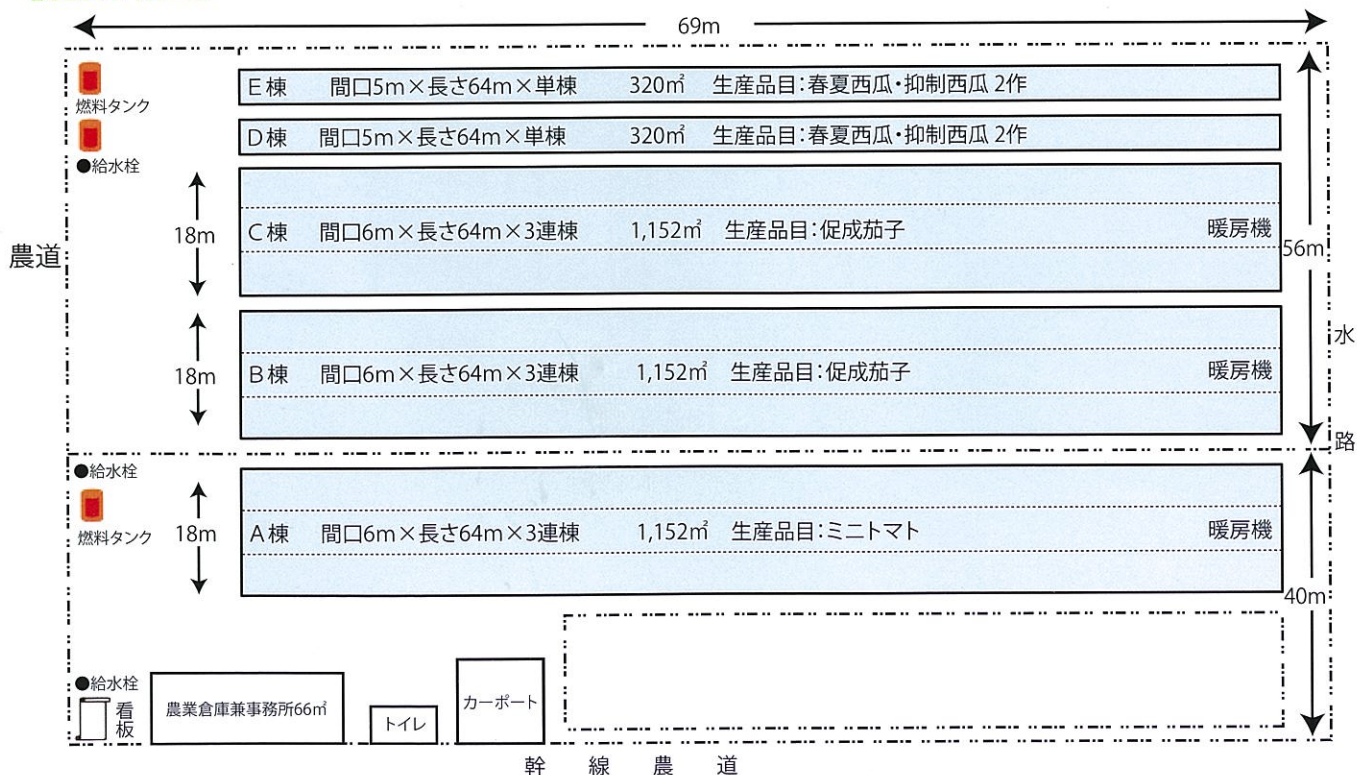 69m
燃料タンク
E棟 間口5m×長さ64m×単棟 320㎡ 生産品目:春夏西瓜・抑制西瓜 2作
D棟 間口5m×長さ64m×単棟 320㎡ 生産品目:春夏西瓜・抑制西瓜 2作
●給水栓
農道
18m
C棟 間口6m×長さ64m×3連棟 1,152㎡ 生産品目:促成茄子 暖房機
56m
18m
B棟 間口6m×長さ64m×3連棟 1,152㎡ 生産品目:促成茄子 暖房機
水路
●給水栓
燃料タンク
18m
A棟 間口6m×長さ64m×3連棟 1,152㎡ 生産品目:ミニトマト 暖房機
40m
●給水栓
看板
農業倉庫兼事務所66㎡
トイレ
カーポート
幹線農道